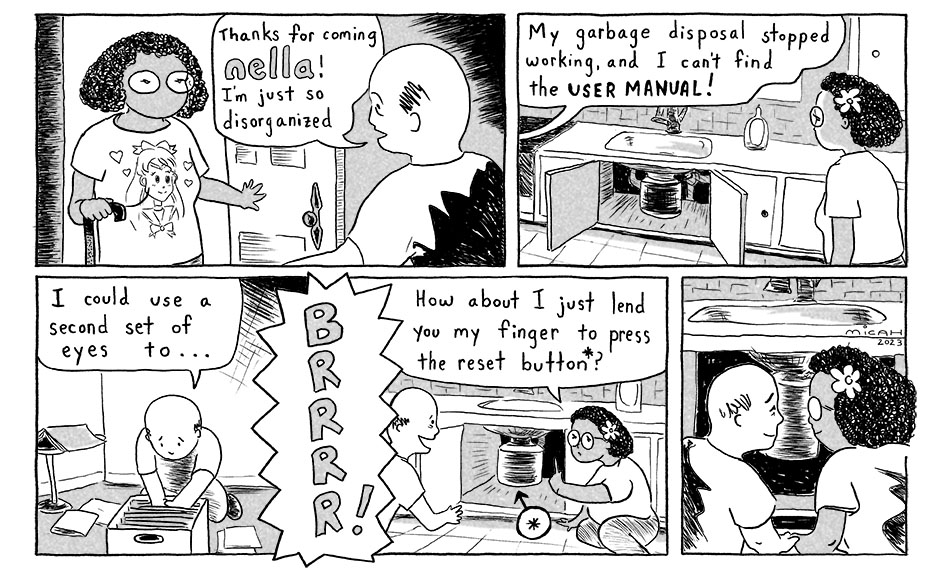 Thanks for coming
nella!
I'm just so
disorganized
My garbage disposal stopped
working, and I can't find
the USER MANUAL!
I could use a
second set of
eyes to...
BRRRRR!
How about I just lend
you my finger to press
the reset button*?
*
MICAH
2023